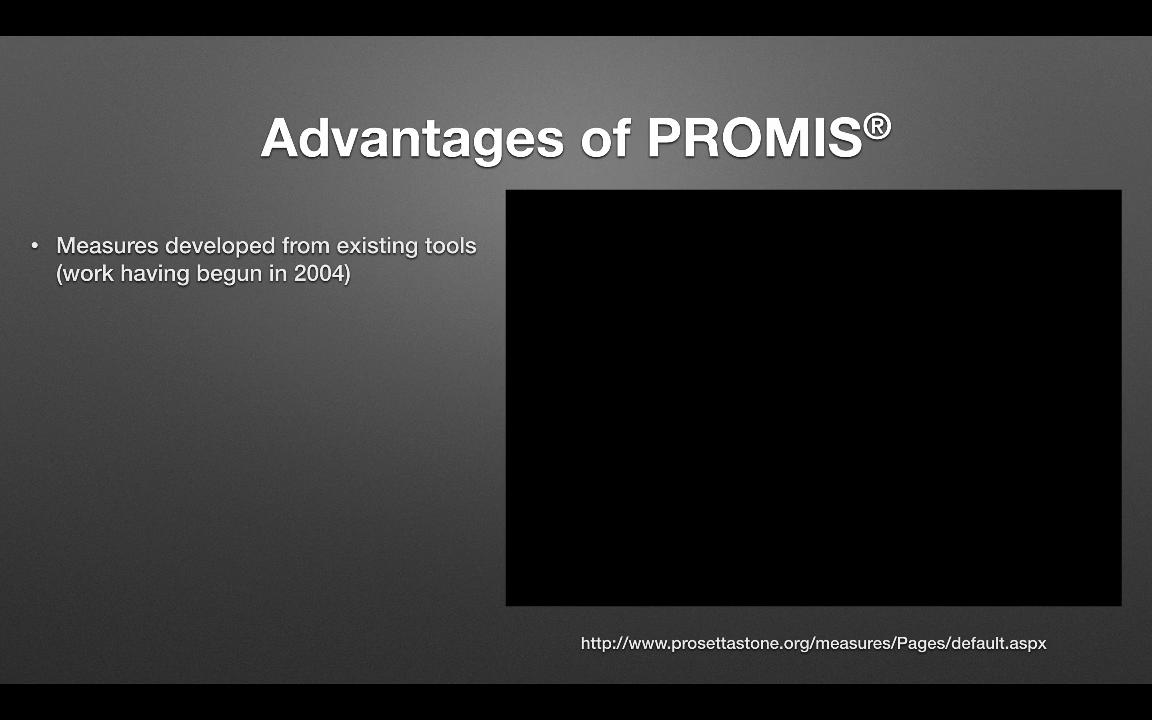 Advantages of PROMIS®
• Measures developed from existing tools
(work having begun in 2004)
http://www.prosettastone.org/measures/Pages/default.aspx